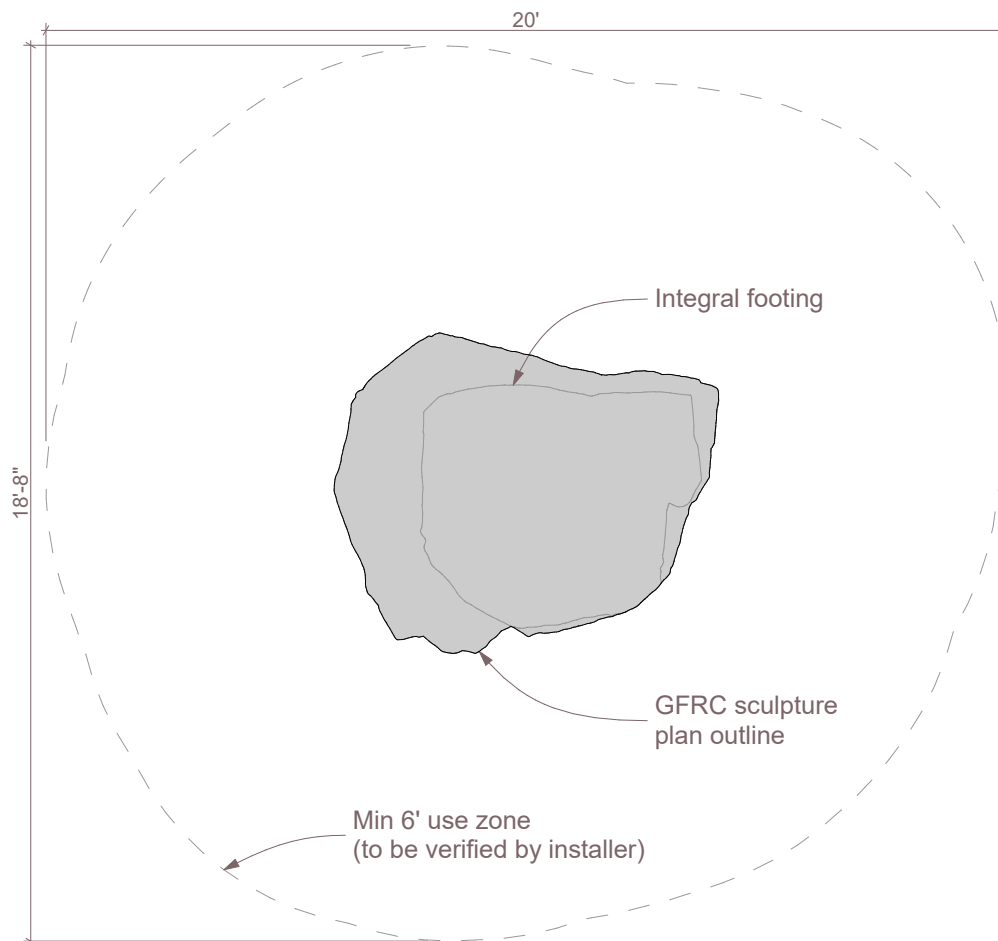 20'
Integral footing
18'-8"
GFRC sculpture
plan outline
Min 6' use zone
(to be verified by installer)